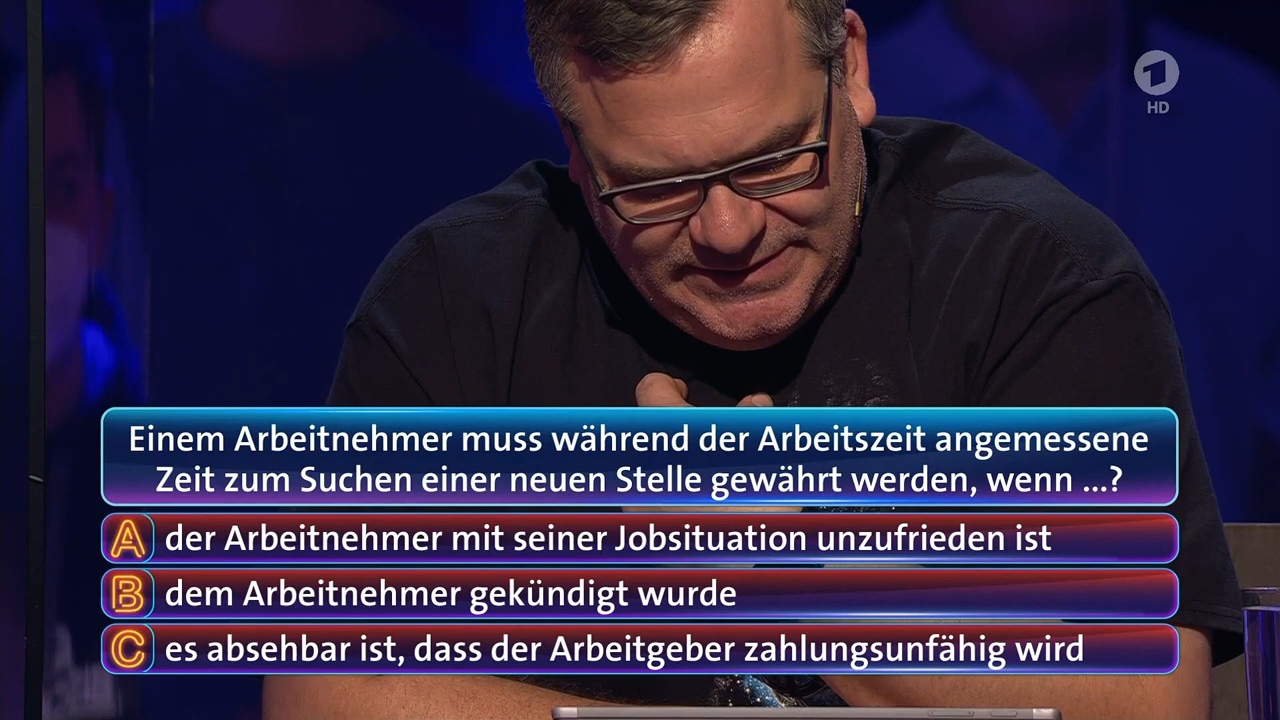 1
HD
Einem Arbeitnehmer muss während der Arbeitszeit angemessene
Zeit zum Suchen einer neuen Stelle gewährt werden, wenn ...?
A der Arbeitnehmer mit seiner Jobsituation unzufrieden ist
B dem Arbeitnehmer gekündigt wurde
C es absehbar ist, dass der Arbeitgeber zahlungsunfähig wird